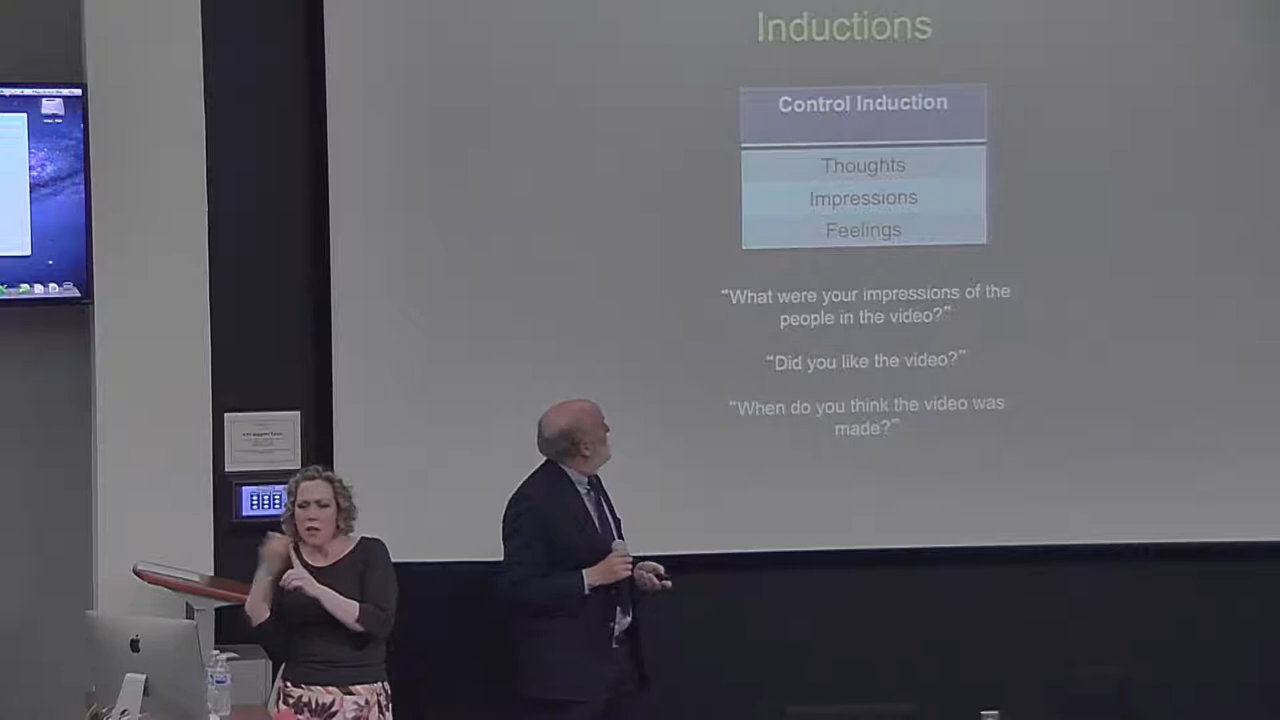 Inductions
Control Induction
Thoughts
Impressions
Feelings
“What were your impressions of the
people in the video?”
“Did you like the video?”
“When do you think the video was
made?”